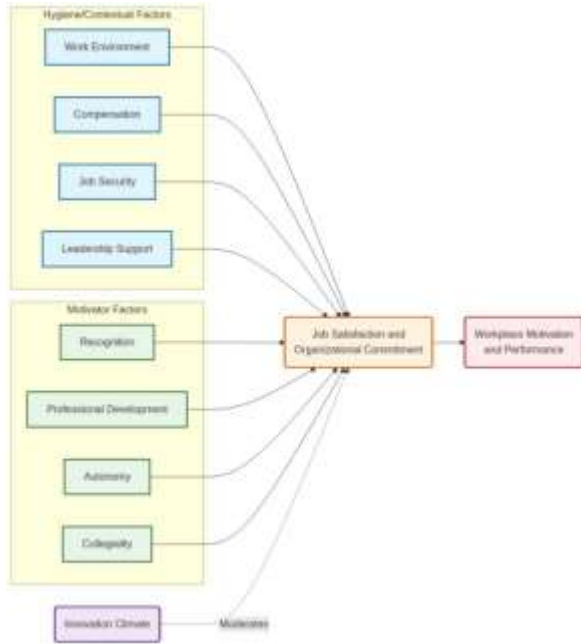 Hygiene/Contextual Factors
Work Environment
Compensation
Job Security
Leadership Support
Motivator Factors
Recognition
Professional Development
Autonomy
Collegiality
Innovation Climate
Moderates
Job Satisfaction and
Organizational Commitment
Workplace Motivation
and Performance